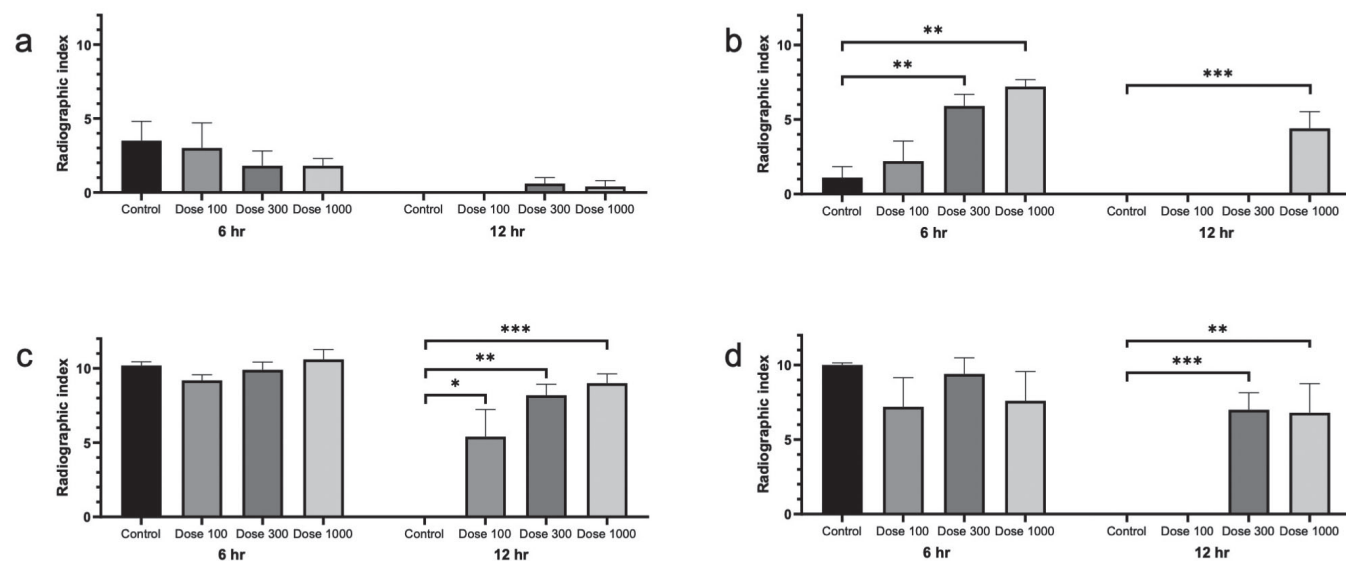 a
Radiographic index
10
5
0
Control Dose 100 Dose 300 Dose 1000 Control Dose 100 Dose 300 Dose 1000
6 hr 12 hr
b
Radiographic index
10
5
0
**
**
***
Control Dose 100 Dose 300 Dose 1000 Control Dose 100 Dose 300 Dose 1000
6 hr 12 hr
c
Radiographic index
10
5
0
***
**
*
Control Dose 100 Dose 300 Dose 1000 Control Dose 100 Dose 300 Dose 1000
6 hr 12 hr
d
Radiographic index
10
5
0
**
***
Control Dose 100 Dose 300 Dose 1000 Control Dose 100 Dose 300 Dose 1000
6 hr 12 hr